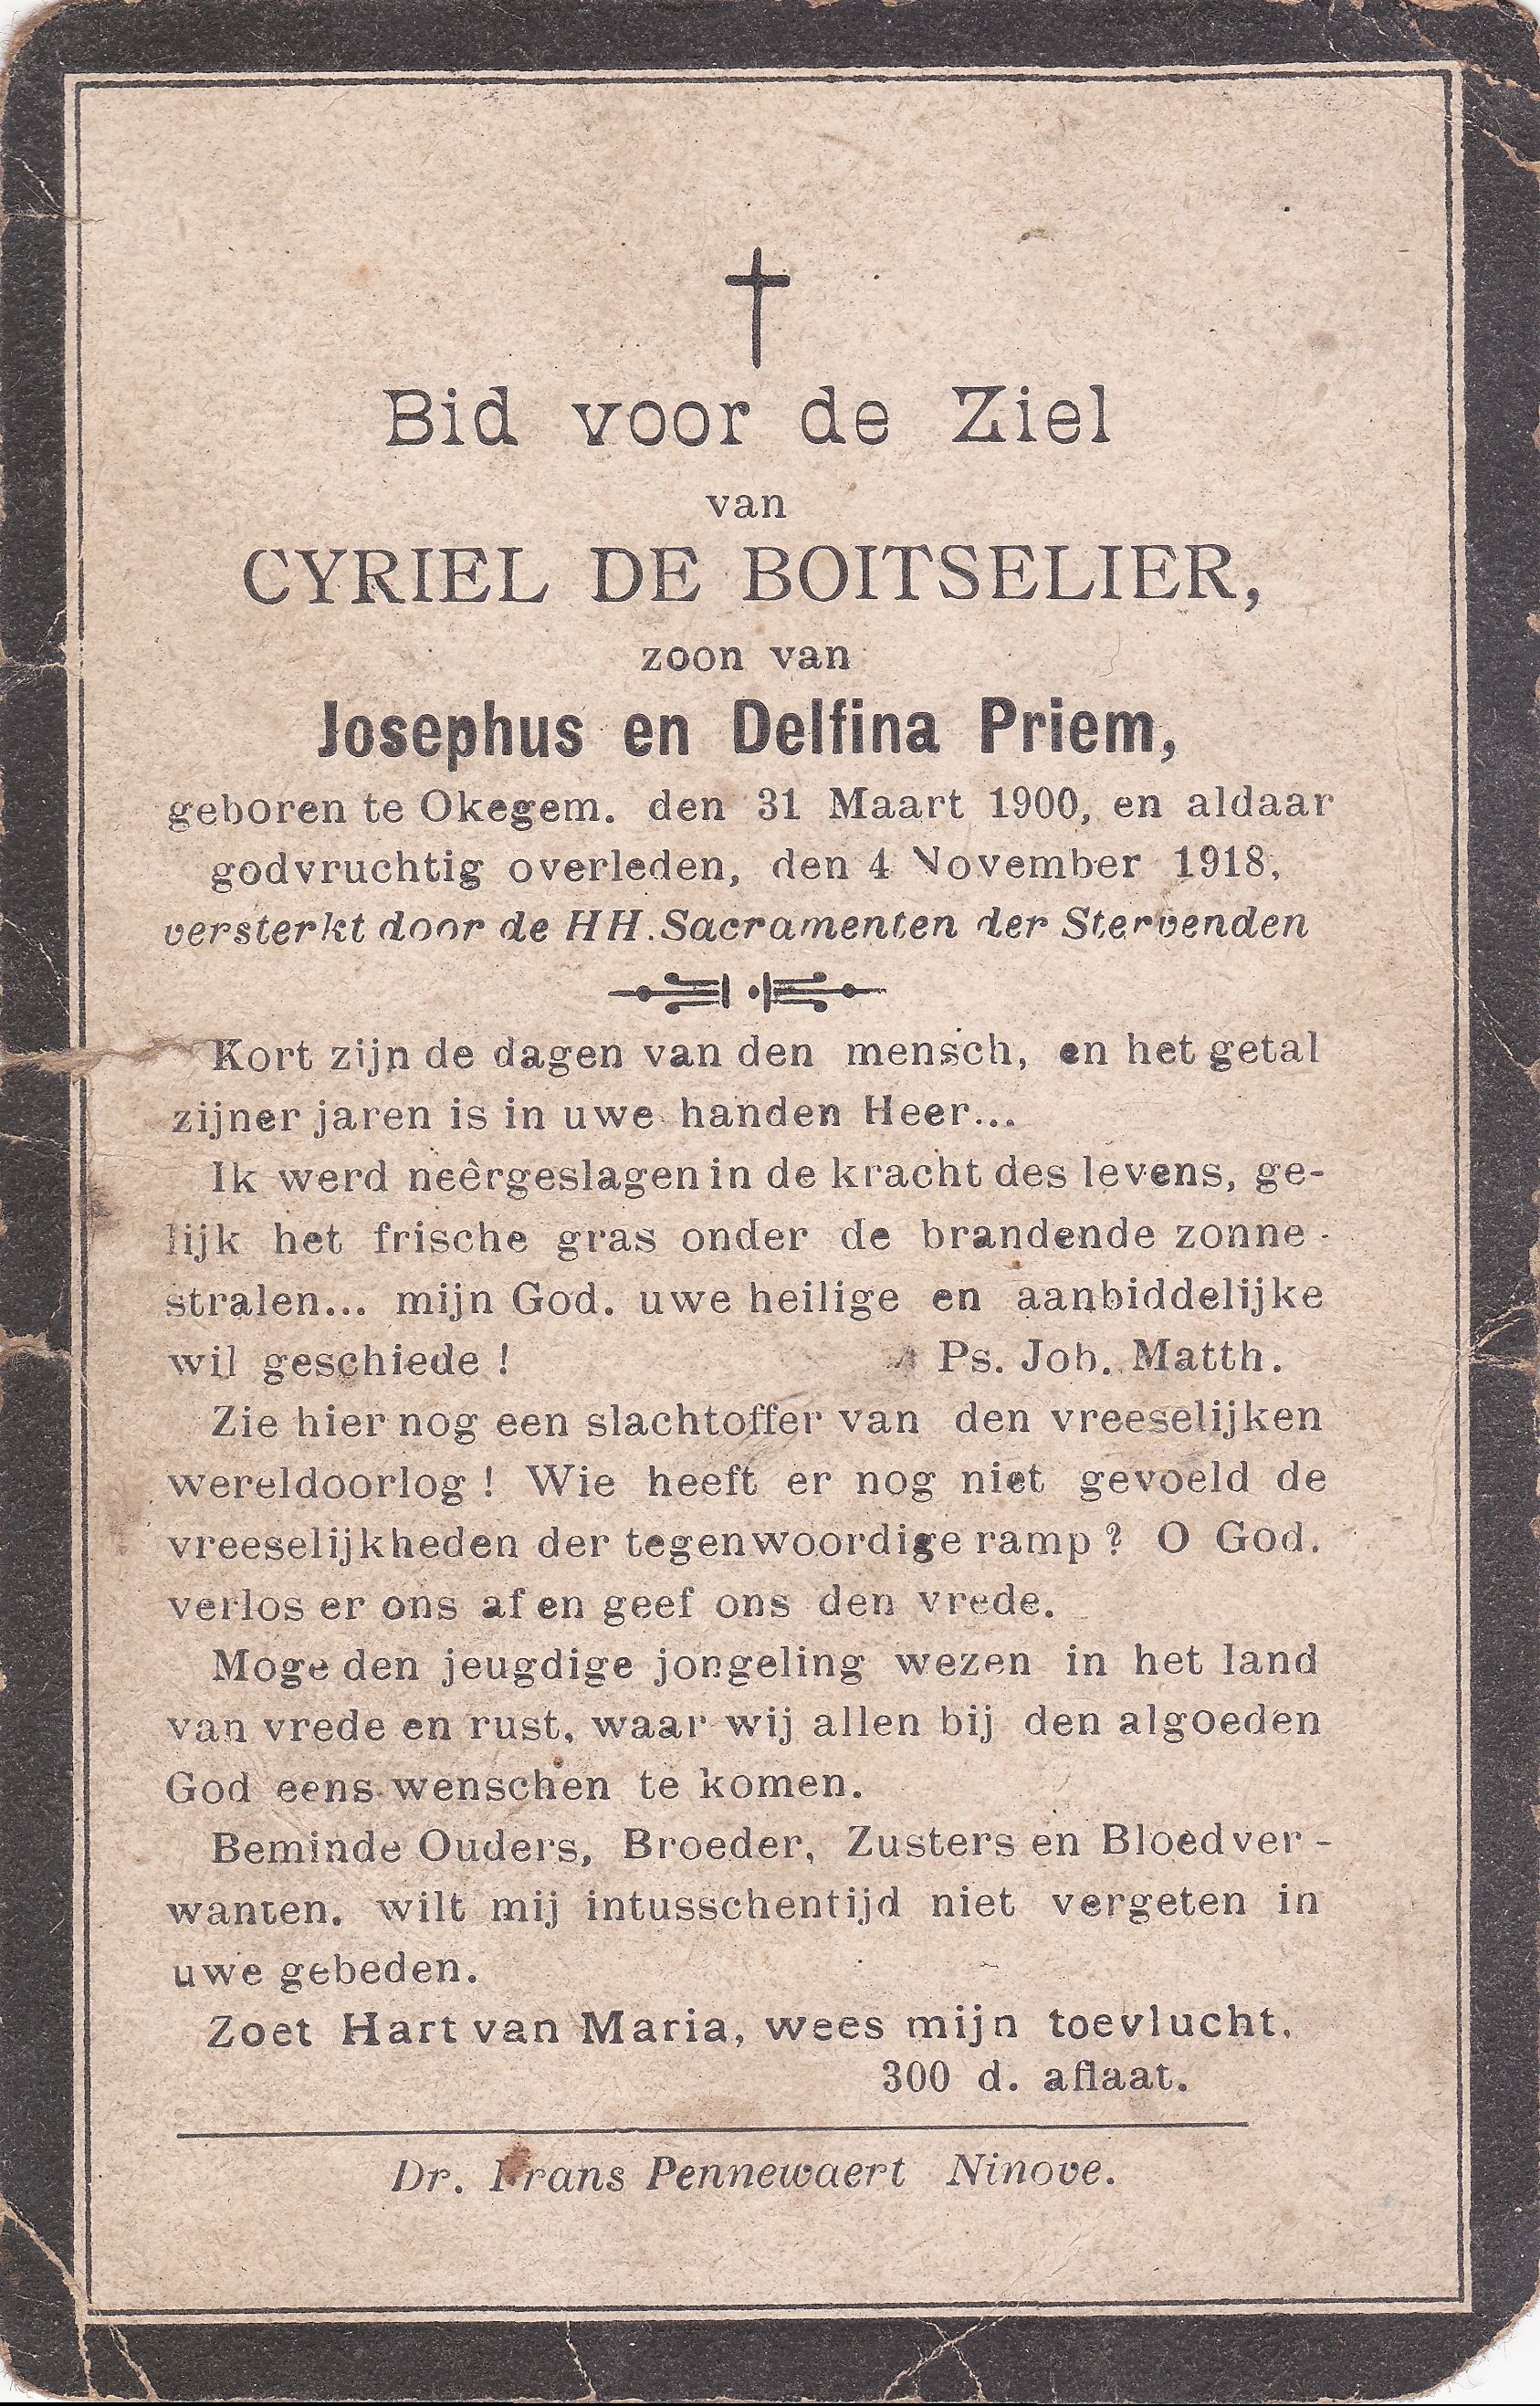 Bid voor de Ziel
van
CYRIEL DE BOITSELIER,
zoon van
Josephus en Delfina Priem,
geboren te Okegem. den 31 Maart 1900, en aldaar
godvruchtig overleden, den 4 November 1918,
versterkt door de HH. Sacramenten der Stervenden
Kort zijn de dagen van den mensch, en het getal
zijner jaren is in uwe handen Heer...
Ik werd neêrgeslagen in de kracht des levens, ge-
lijk het frische gras onder de brandende zonne-
stralen... mijn God. uwe heilige en aanbiddelijke
wil geschiede ! Ps. Job. Matth.
Zie hier nog een slachtoffer van den vreeselijken
wereldoorlog ! Wie heeft er nog niet gevoeld de
vreeselijkheden der tegenwoordige ramp ? O God.
verlos er ons af en geef ons den vrede.
Moge den jeugdige jongeling wezen in het land
van vrede en rust, waar wij allen bij den algoeden
God eens wenschen te komen.
Beminde Ouders, Broeder, Zusters en Bloedver-
wanten. wilt mij intusschentijd niet vergeten in
uwe gebeden.
Zoet Hart van Maria, wees mijn toevlucht.
300 d. aflaat.
Dr. Frans Pennewaert Ninove.